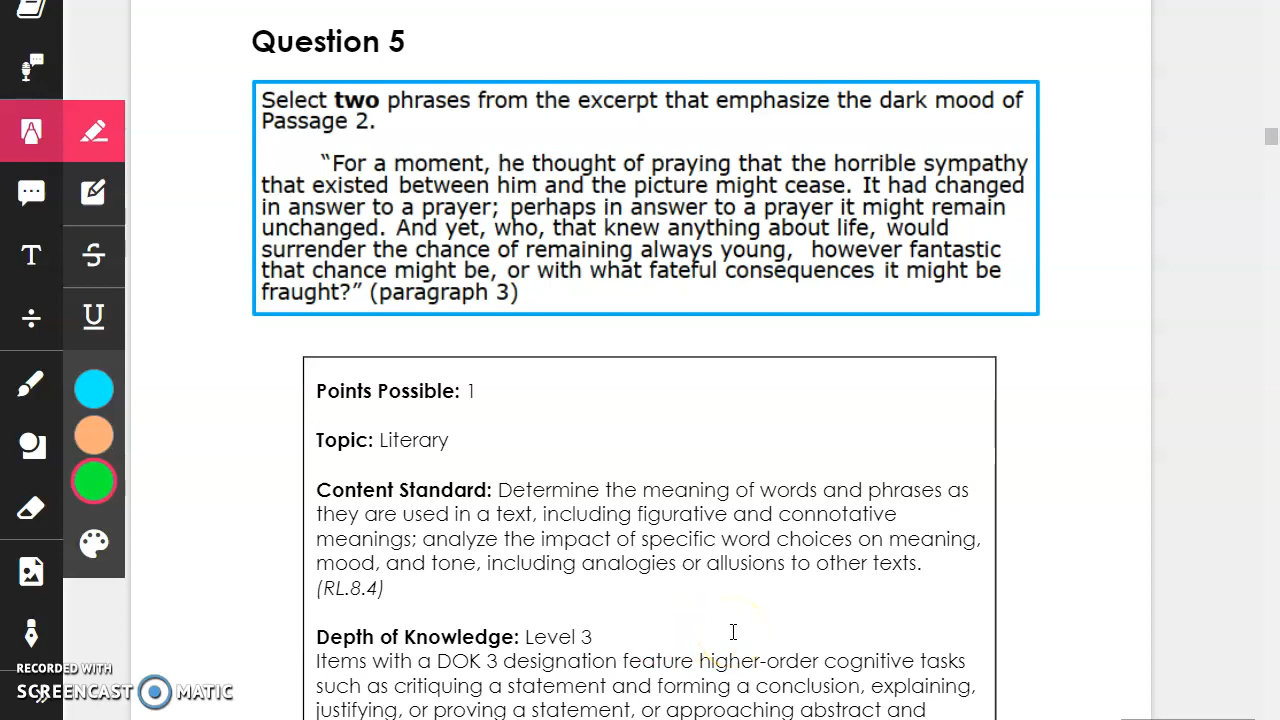 Question 5
Select two phrases from the excerpt that emphasize the dark mood of
Passage 2.
“For a moment, he thought of praying that the horrible sympathy
that existed between him and the picture might cease. It had changed
in answer to a prayer; perhaps in answer to a prayer it might remain
unchanged. And yet, who, that knew anything about life, would
surrender the chance of remaining always young, however fantastic
that chance might be, or with what fateful consequences it might be
fraught?” (paragraph 3)
Points Possible: 1
Topic: Literary
Content Standard: Determine the meaning of words and phrases as
they are used in a text, including figurative and connotative
meanings; analyze the impact of specific word choices on meaning,
mood, and tone, including analogies or allusions to other texts.
(RL.8.4)
Depth of Knowledge: Level 3
Items with a DOK 3 designation feature higher-order cognitive tasks
such as critiquing a statement and forming a conclusion, explaining,
justifying, or proving a statement, or approaching abstract and
T
S
U
RECORDED WITH
SCREENCAST MATIC